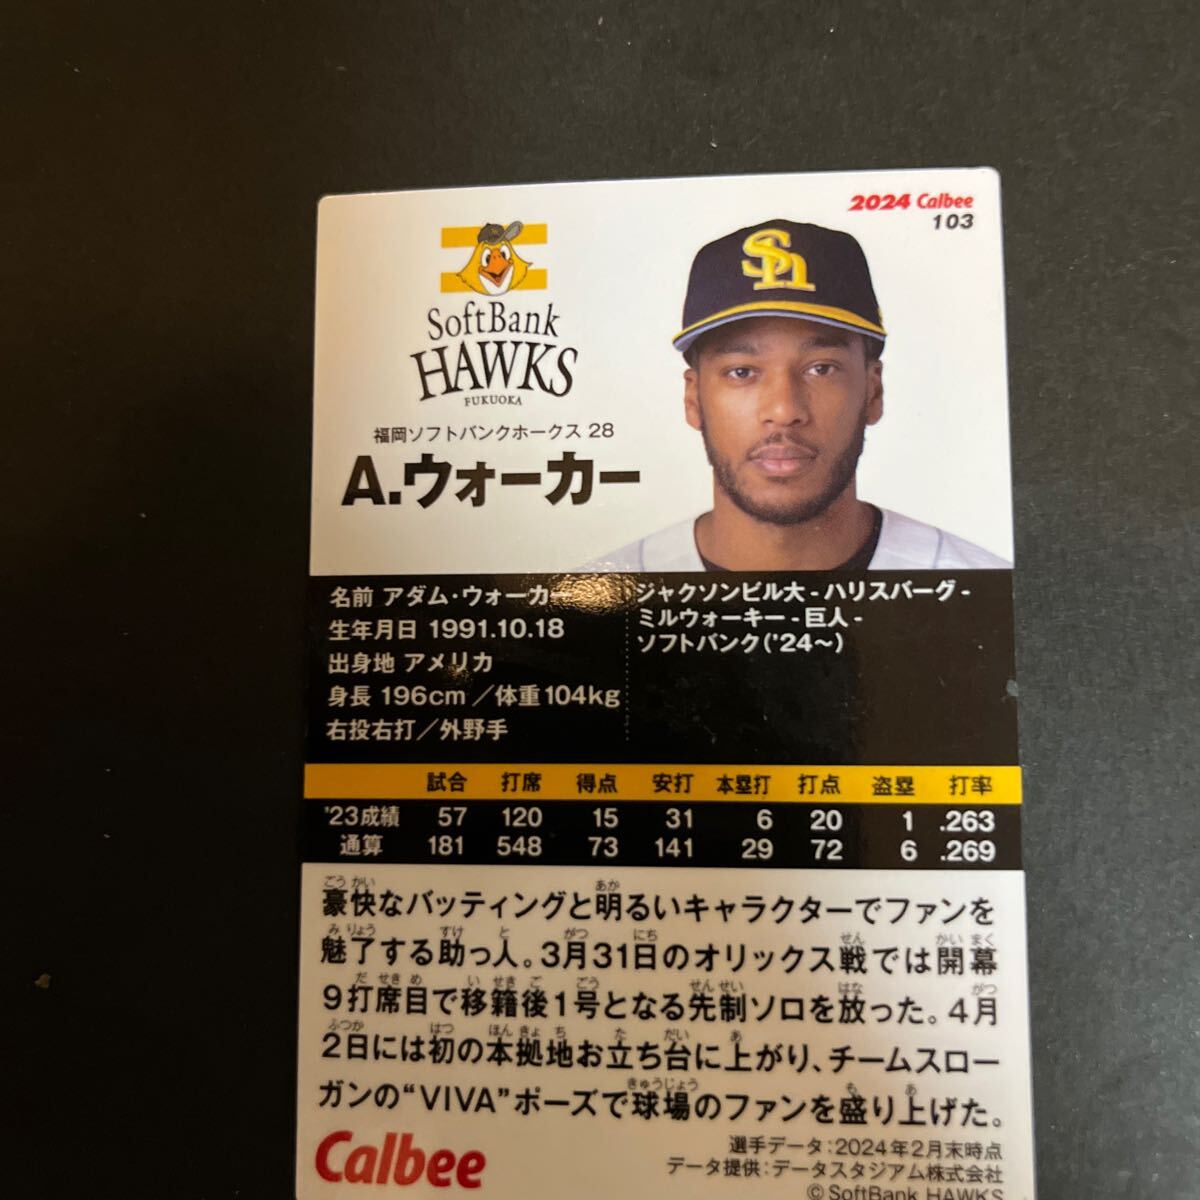 2024 Calbee
103
Sh
SoftBank
HAWKS
FUKUOKA
福岡ソフトバンクホークス 28
A.ウォーカー
名前 アダム・ウォーカー
生年月日 1991.10.18
出身地 アメリカ
身長 196cm／体重104kg
右投右打／外野手
ジャクソンビル大 - ハリスバーグ -
ミルウォーキー - 巨人 -
ソフトバンク('24～)
試合 打席 得点 安打 本塁打 打点 盗塁 打率
'23成績 57 120 15 31 6 20 1 .263
通算 181 548 73 141 29 72 6 .269
豪快なバッティングと明るいキャラクターでファンを
魅了する助っ人。3月31日のオリックス戦では開幕
9打席目で移籍後1号となる先制ソロを放った。4月
2日には初の本拠地お立ち台に上がり、チームスロー
ガンの“VIVA”ポーズで球場のファンを盛り上げた。
Calbee
選手データ：2024年2月末時点
データ提供：データスタジアム株式会社
©SoftBank HAWKS